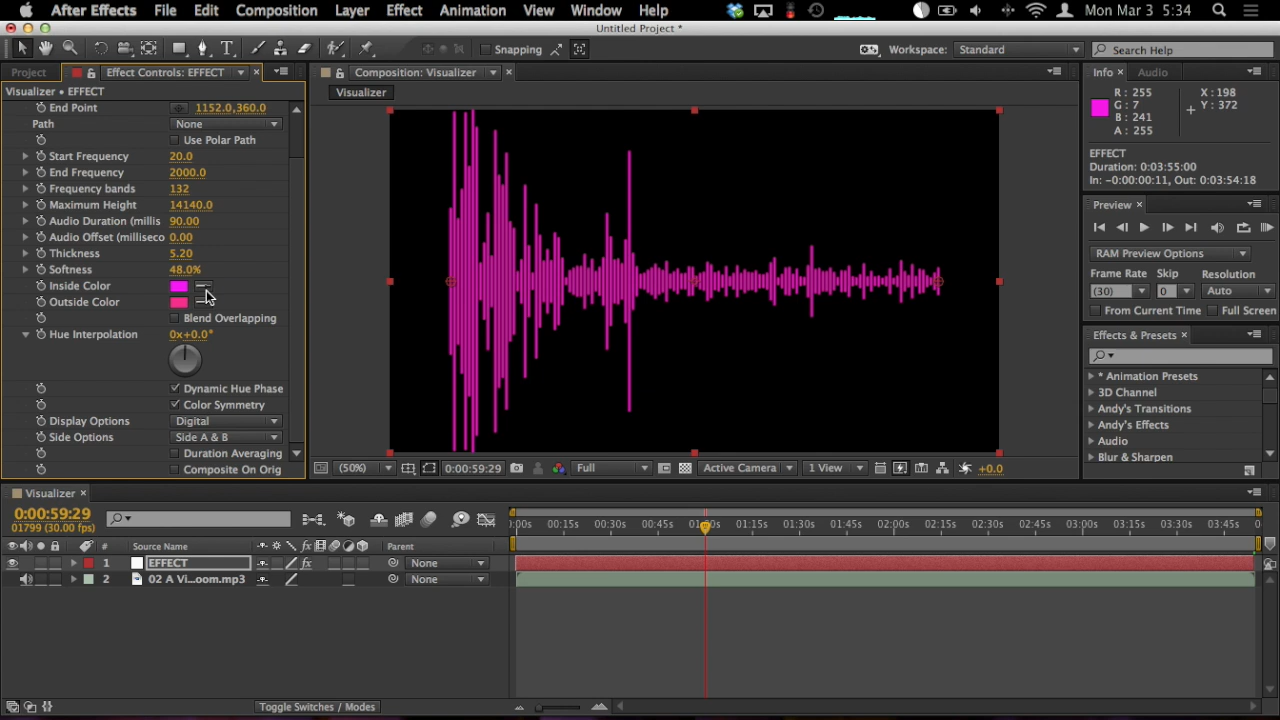 After Effects File Edit Composition Layer Effect Animation View Window Help Mon Mar 3 5:34
Untitled Project *
Snapping Workspace: Standard Search Help
Project Effect Controls: EFFECT
Composition: Visualizer
Info Audio
Visualizer • EFFECT
Visualizer
End Point 1152.0,360.0
Path None
Use Polar Path
Start Frequency 20.0
End Frequency 2000.0
Frequency bands 132
Maximum Height 14140.0
Audio Duration (millis 90.00
Audio Offset (milliseco 0.00
Thickness 5.20
Softness 48.0%
Inside Color
Outside Color
Blend Overlapping
Hue Interpolation 0x+0.0°
Dynamic Hue Phase
Color Symmetry
Display Options Digital
Side Options Side A & B
Duration Averaging
Composite On Orig
(50%) 0:00:59:29 Full Active Camera 1 View +0.0
R : 255 X : 198
G : 7 Y : 372
B : 241
A : 255
EFFECT
Duration: 0:03:55:00
In: -0:00:00:11, Out: 0:03:54:18
Preview
RAM Preview Options
Frame Rate Skip Resolution
(30) 0 Auto
From Current Time Full Screen
Effects & Presets
* Animation Presets
3D Channel
Andy's Transitions
Andy's Effects
Audio
Blur & Sharpen
Visualizer
0:00:59:29
01799 (30.00 fps)
:00s 00:15s 00:30s 00:45s 01:00s 01:15s 01:30s 01:45s 02:00s 02:15s 02:30s 02:45s 03:00s 03:15s 03:30s 03:45s 0
# Source Name fx Parent
1 EFFECT fx None
2 02 A Vi...oom.mp3 None
Toggle Switches / Modes